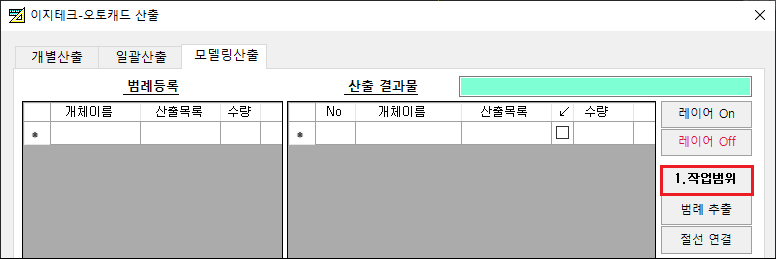 이지테크-오토캐드 산출
개별산출 일괄산출 모델링산출
범례등록 산출 결과물
개체이름 산출목록 수량 No 개체이름 산출목록 ↙ 수량
* *
레이어 On
레이어 Off
1.작업범위
범례 추출
절선 연결